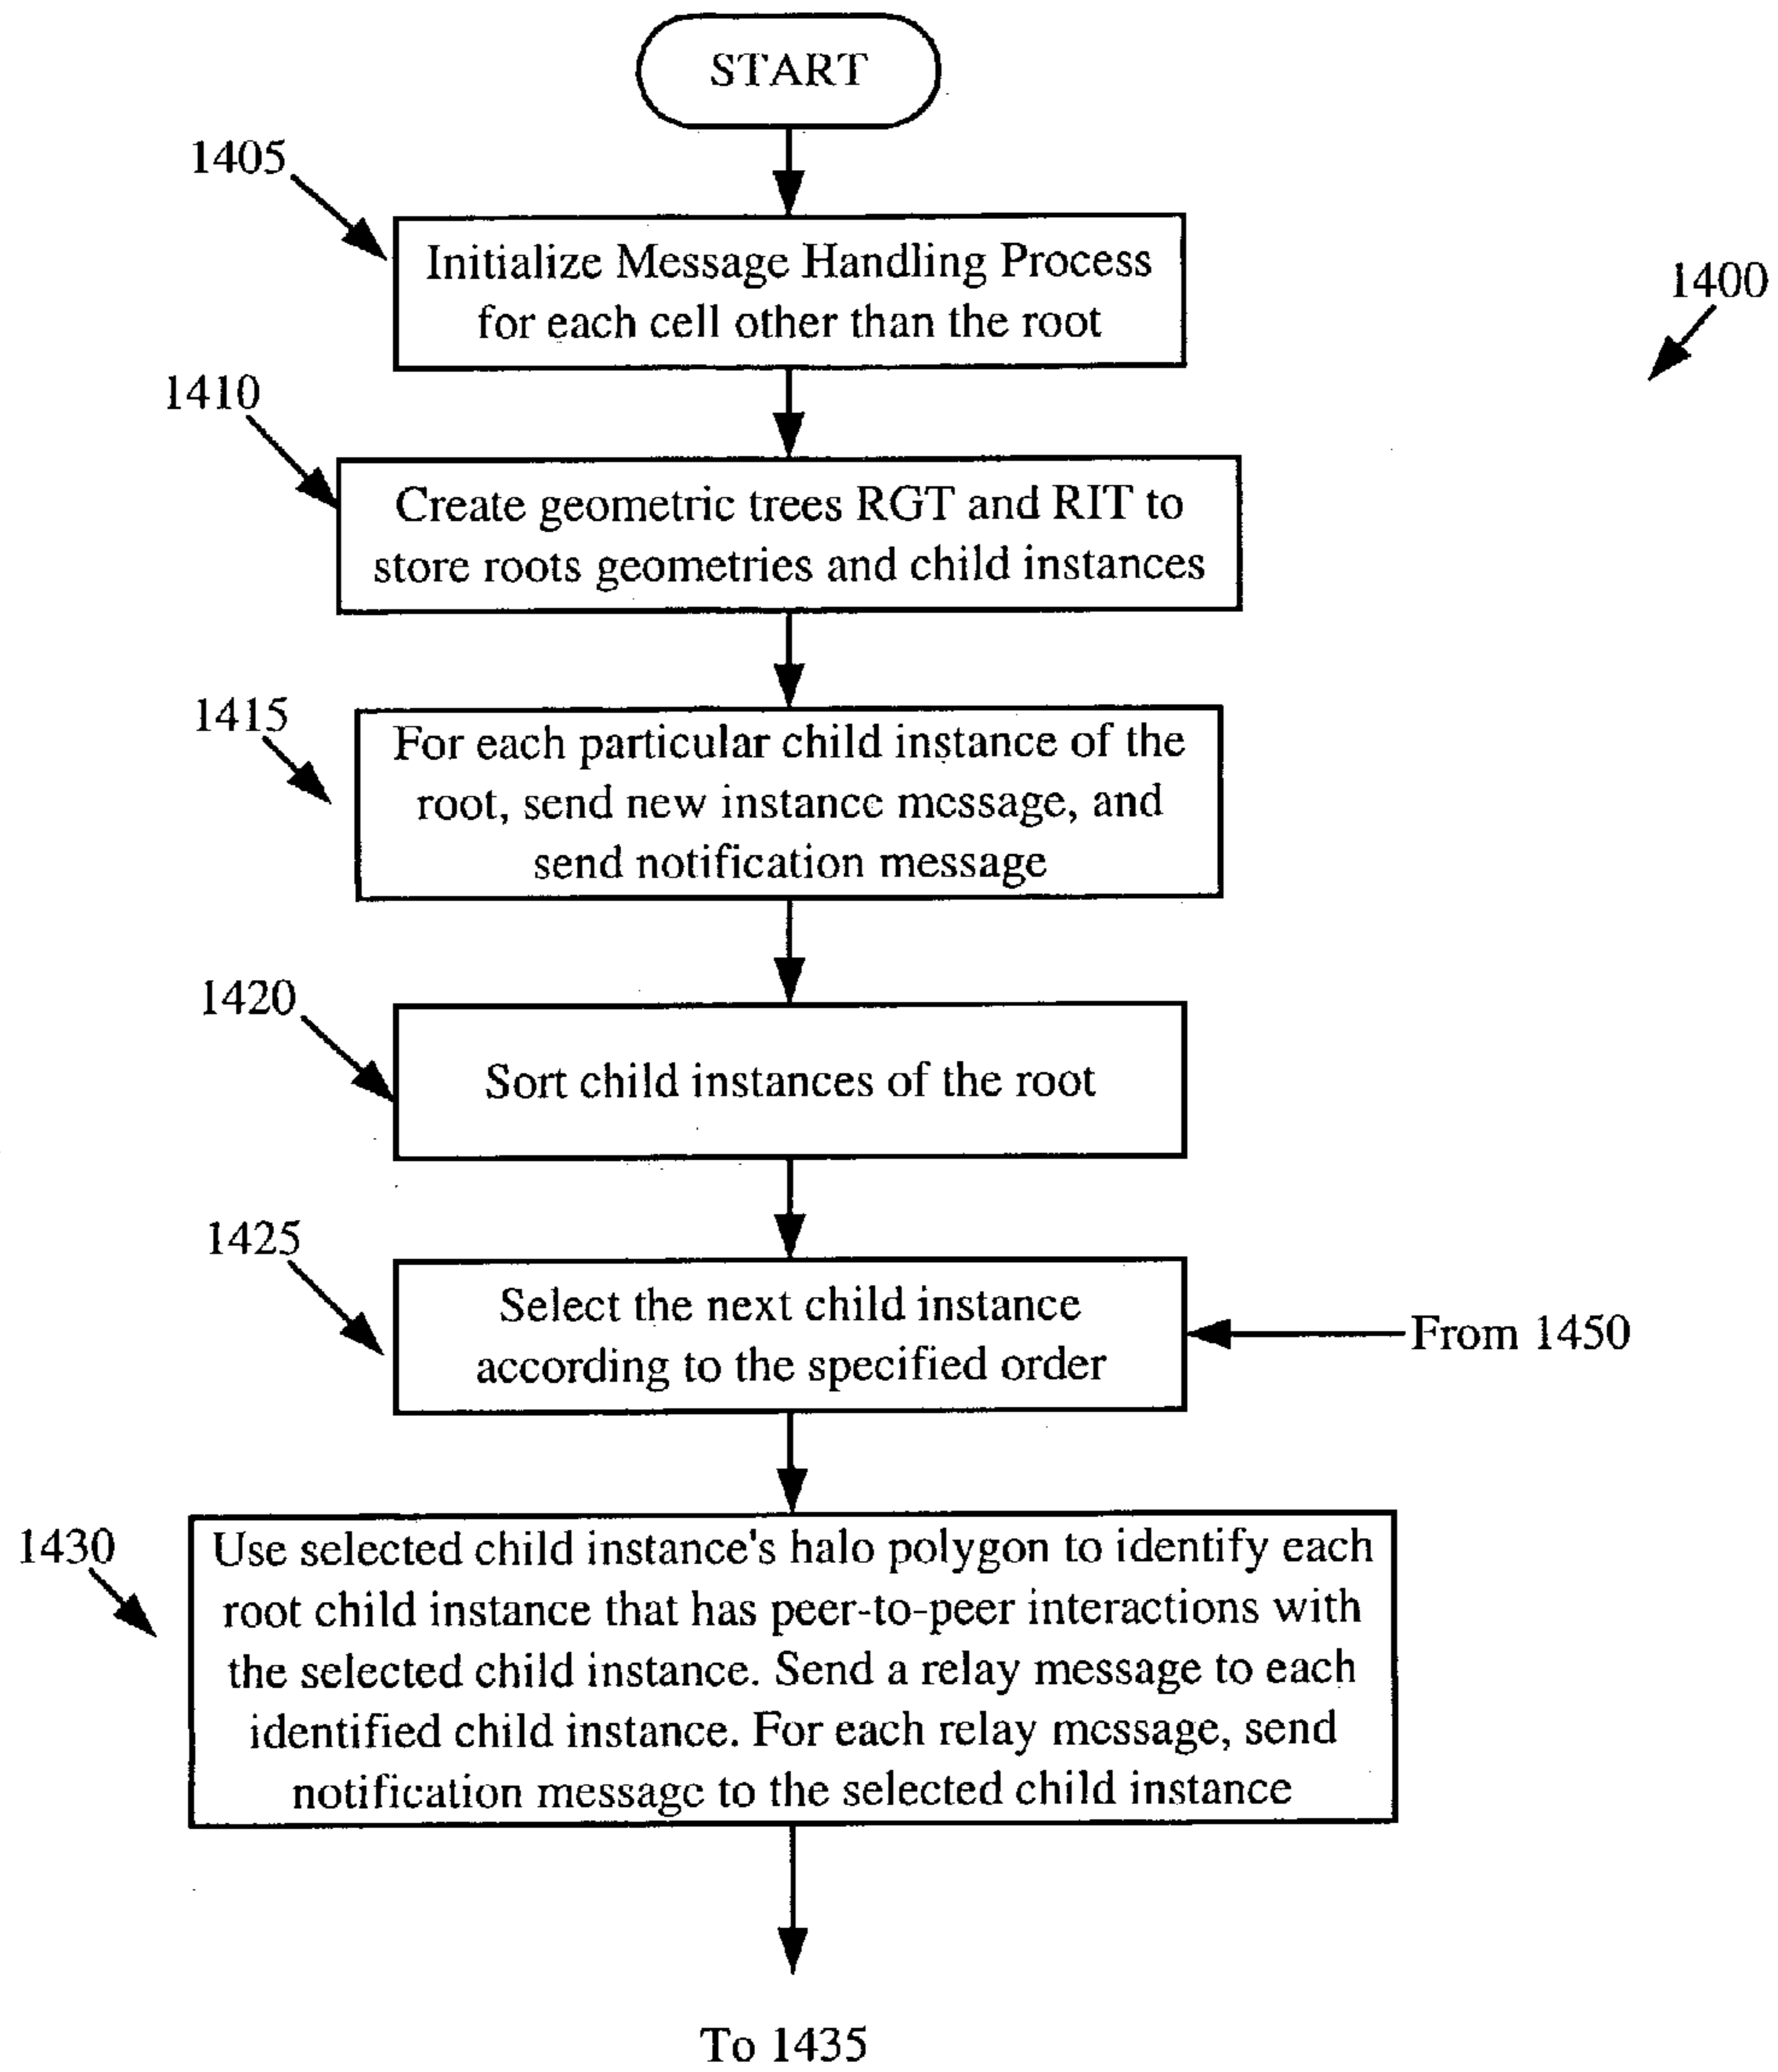 START
1405
Initialize Message Handling Process
for each cell other than the root
1400
1410
Create geometric trees RGT and RIT to
store roots geometries and child instances
1415
For each particular child instance of the
root, send new instance message, and
send notification message
1420
Sort child instances of the root
1425
Select the next child instance
according to the specified order
From 1450
1430
Use selected child instance's halo polygon to identify each
root child instance that has peer-to-peer interactions with
the selected child instance. Send a relay message to each
identified child instance. For each relay message, send
notification message to the selected child instance
To 1435